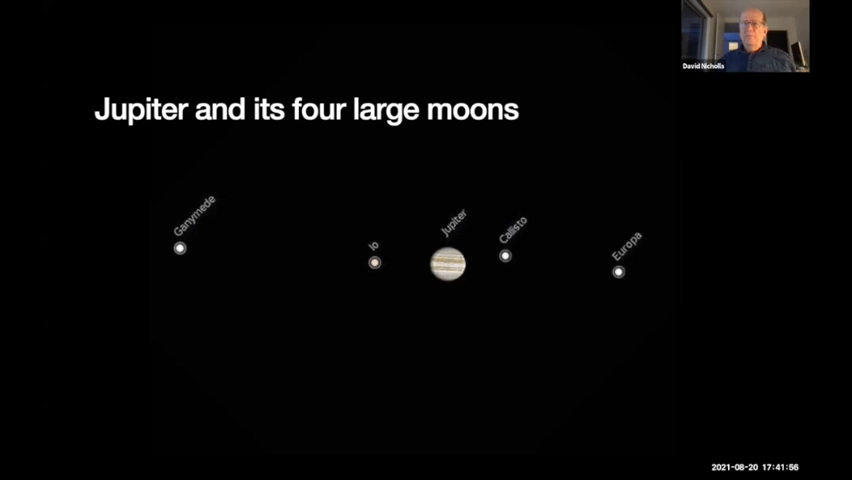 David Nicholls
Jupiter and its four large moons
Ganymede
Io
Jupiter
Callisto
Europa
2021-08-20 17:41:56